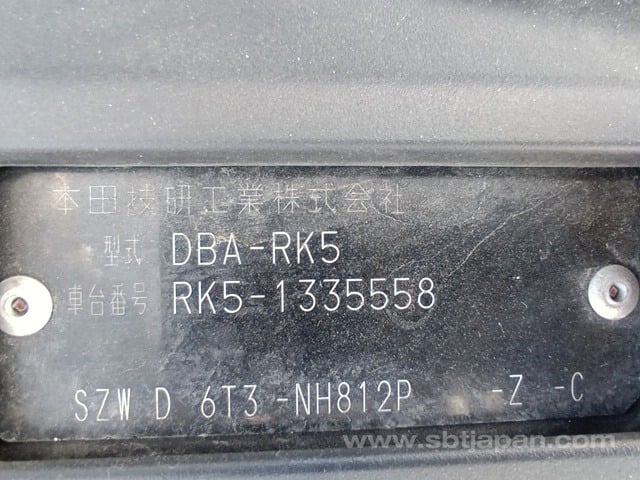 本田技研工業株式会社
型式 DBA-RK5
車台番号 RK5-1335558
SZW D 6T3 -NH812P -Z -C
www.sbtjapan.com